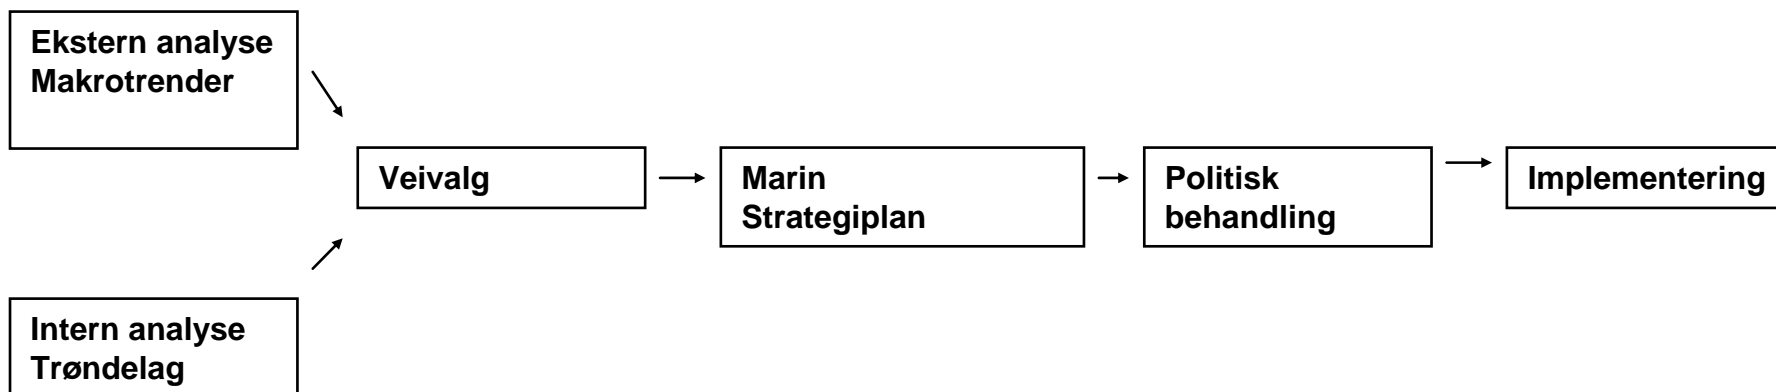 Ekstern analyse
Makrotrender
Veivalg
Marin
Strategiplan
Politisk
behandling
Implementering
Intern analyse
Trøndelag